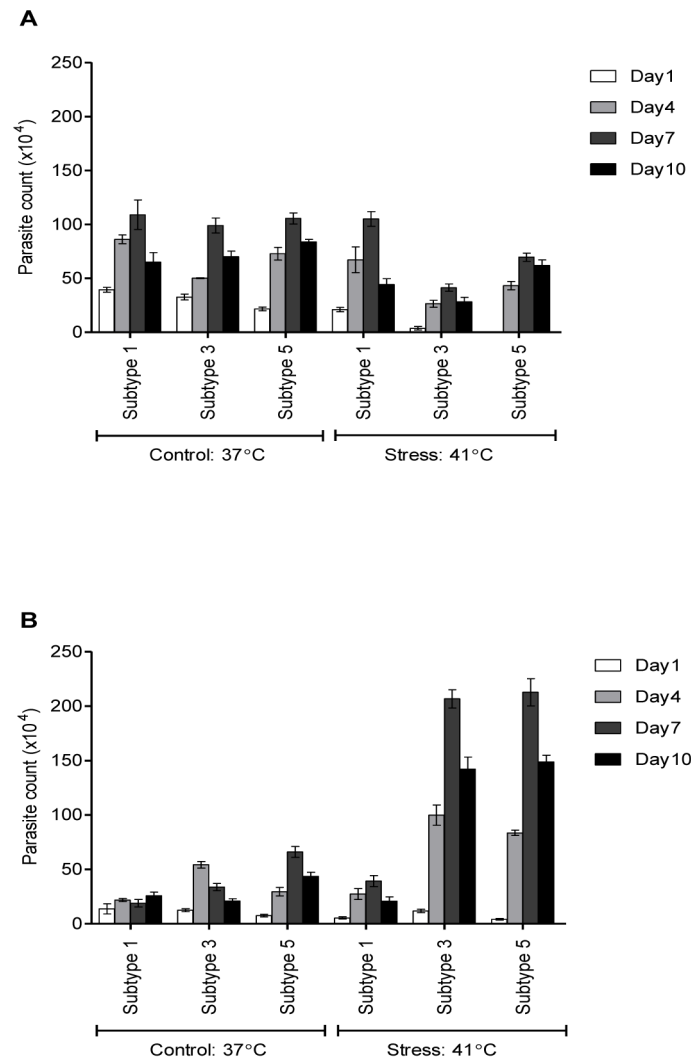 A
Parasite count (x10⁴)
250
200
150
100
50
0
Day1
Day4
Day7
Day10
Subtype 1
Subtype 3
Subtype 5
Subtype 1
Subtype 3
Subtype 5
Control: 37°C
Stress: 41°C
B
Parasite count (x10⁴)
250
200
150
100
50
0
Day1
Day4
Day7
Day10
Subtype 1
Subtype 3
Subtype 5
Subtype 1
Subtype 3
Subtype 5
Control: 37°C
Stress: 41°C